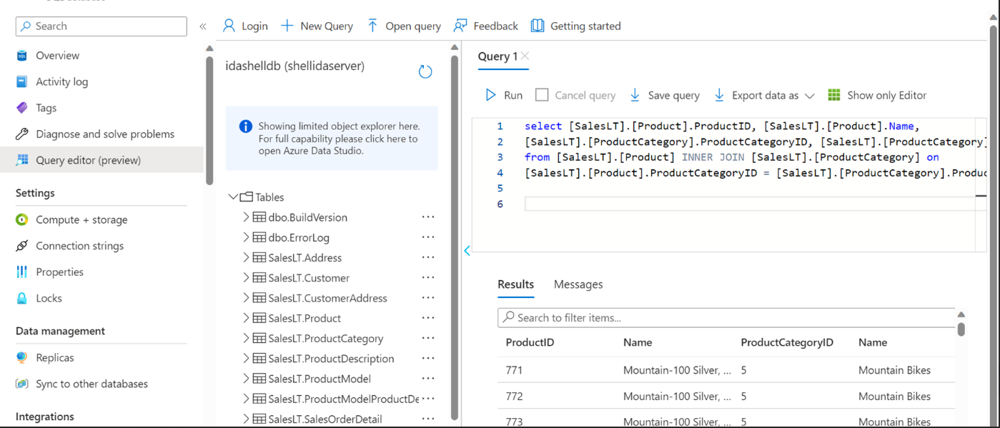 Search
Overview
Activity log
Tags
Diagnose and solve problems
Query editor (preview)
Settings
Compute + storage
Connection strings
Properties
Locks
Data management
Replicas
Sync to other databases
Integrations
Login
New Query
Open query
Feedback
Getting started
idashelldb (shellidaserver)
Showing limited object explorer here.
For full capability please click here to
open Azure Data Studio.
Tables
dbo.BuildVersion
dbo.ErrorLog
SalesLT.Address
SalesLT.Customer
SalesLT.CustomerAddress
SalesLT.Product
SalesLT.ProductCategory
SalesLT.ProductDescription
SalesLT.ProductModel
SalesLT.ProductModelProductDe
SalesLT.SalesOrderDetail
Query 1
Run
Cancel query
Save query
Export data as
Show only Editor
1 select [SalesLT].[Product].ProductID, [SalesLT].[Product].Name,
2 [SalesLT].[ProductCategory].ProductCategoryID, [SalesLT].[ProductCategory]
3 from [SalesLT].[Product] INNER JOIN [SalesLT].[ProductCategory] on
4 [SalesLT].[Product].ProductCategoryID = [SalesLT].[ProductCategory].Produc
5
6
Results Messages
Search to filter items...
ProductID Name ProductCategoryID Name
771 Mountain-100 Silver, ... 5 Mountain Bikes
772 Mountain-100 Silver, ... 5 Mountain Bikes
773 Mountain-100 Silver, ... 5 Mountain Bikes